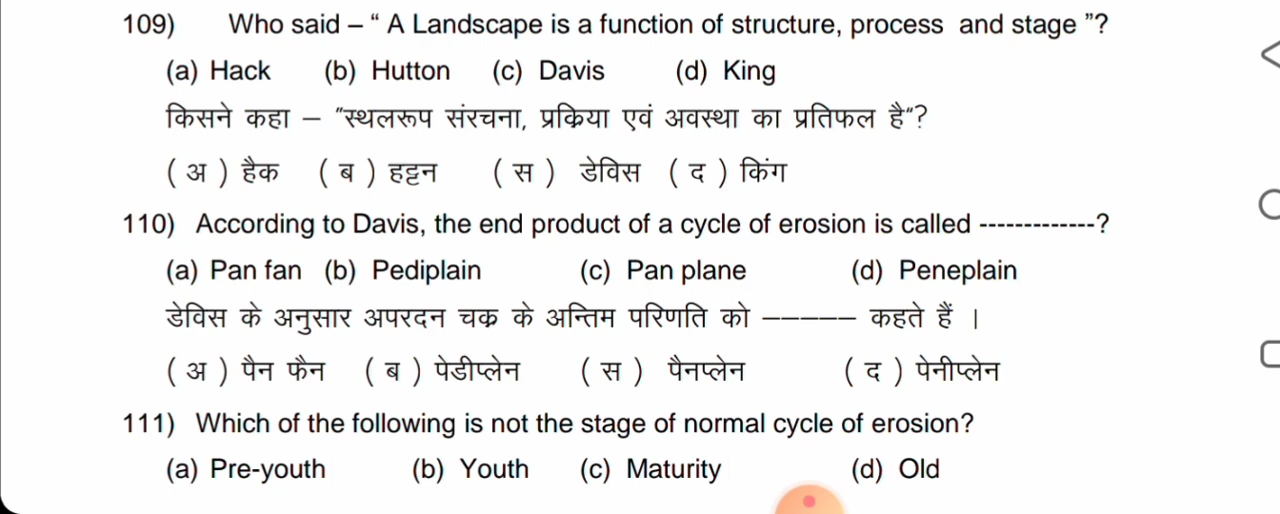 109) Who said – “ A Landscape is a function of structure, process and stage ”?
(a) Hack (b) Hutton (c) Davis (d) King
किसने कहा – "स्थलरूप संरचना, प्रक्रिया एवं अवस्था का प्रतिफल है"?
( अ ) हैक ( ब ) हट्टन ( स ) डेविस ( द ) किंग
110) According to Davis, the end product of a cycle of erosion is called -------------?
(a) Pan fan (b) Pediplain (c) Pan plane (d) Peneplain
डेविस के अनुसार अपरदन चक्र के अन्तिम परिणति को ––––– कहते हैं ।
( अ ) पैन फैन ( ब ) पेडीप्लेन ( स ) पैनप्लेन ( द ) पेनीप्लेन
111) Which of the following is not the stage of normal cycle of erosion?
(a) Pre-youth (b) Youth (c) Maturity (d) Old